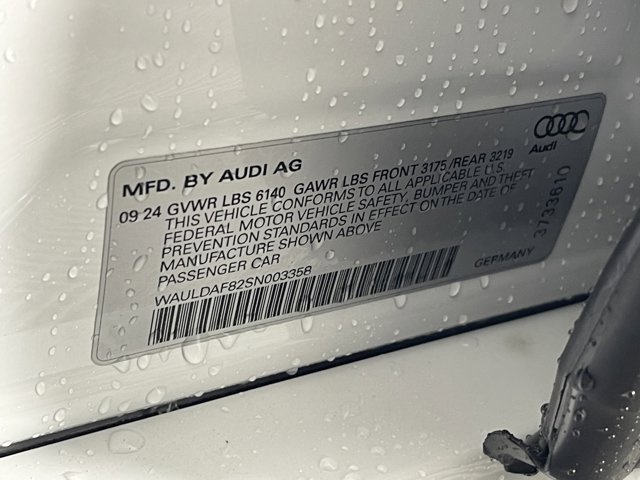 Audi
MFD. BY AUDI AG
09 24 GVWR LBS 6140 GAWR LBS FRONT 3175 /REAR 3219
THIS VEHICLE CONFORMS TO ALL APPLICABLE U.S.
FEDERAL MOTOR VEHICLE SAFETY, BUMPER AND THEFT
PREVENTION STANDARDS IN EFFECT ON THE DATE OF
MANUFACTURE SHOWN ABOVE
PASSENGER CAR
WAULDAF82SN003358
GERMANY
3733610